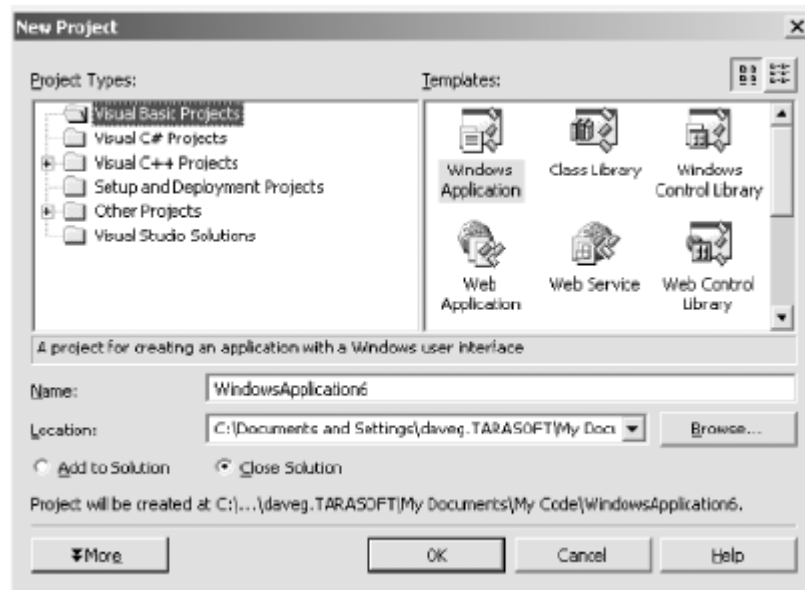 New Project
Project Types:
Templates:
Visual Basic Projects
Visual C# Projects
Visual C++ Projects
Setup and Deployment Projects
Other Projects
Visual Studio Solutions
Windows Application
Class Library
Windows Control Library
Web Application
Web Service
Web Control Library
A project for creating an application with a Windows user interface
Name:
WindowsApplication6
Location:
C:\Documents and Settings\daveg.TARASOFT\My Docu
Browse...
Add to Solution
Close Solution
Project will be created at C:\...\daveg.TARASOFT\My Documents\My Code\WindowsApplication6.
More
OK
Cancel
Help